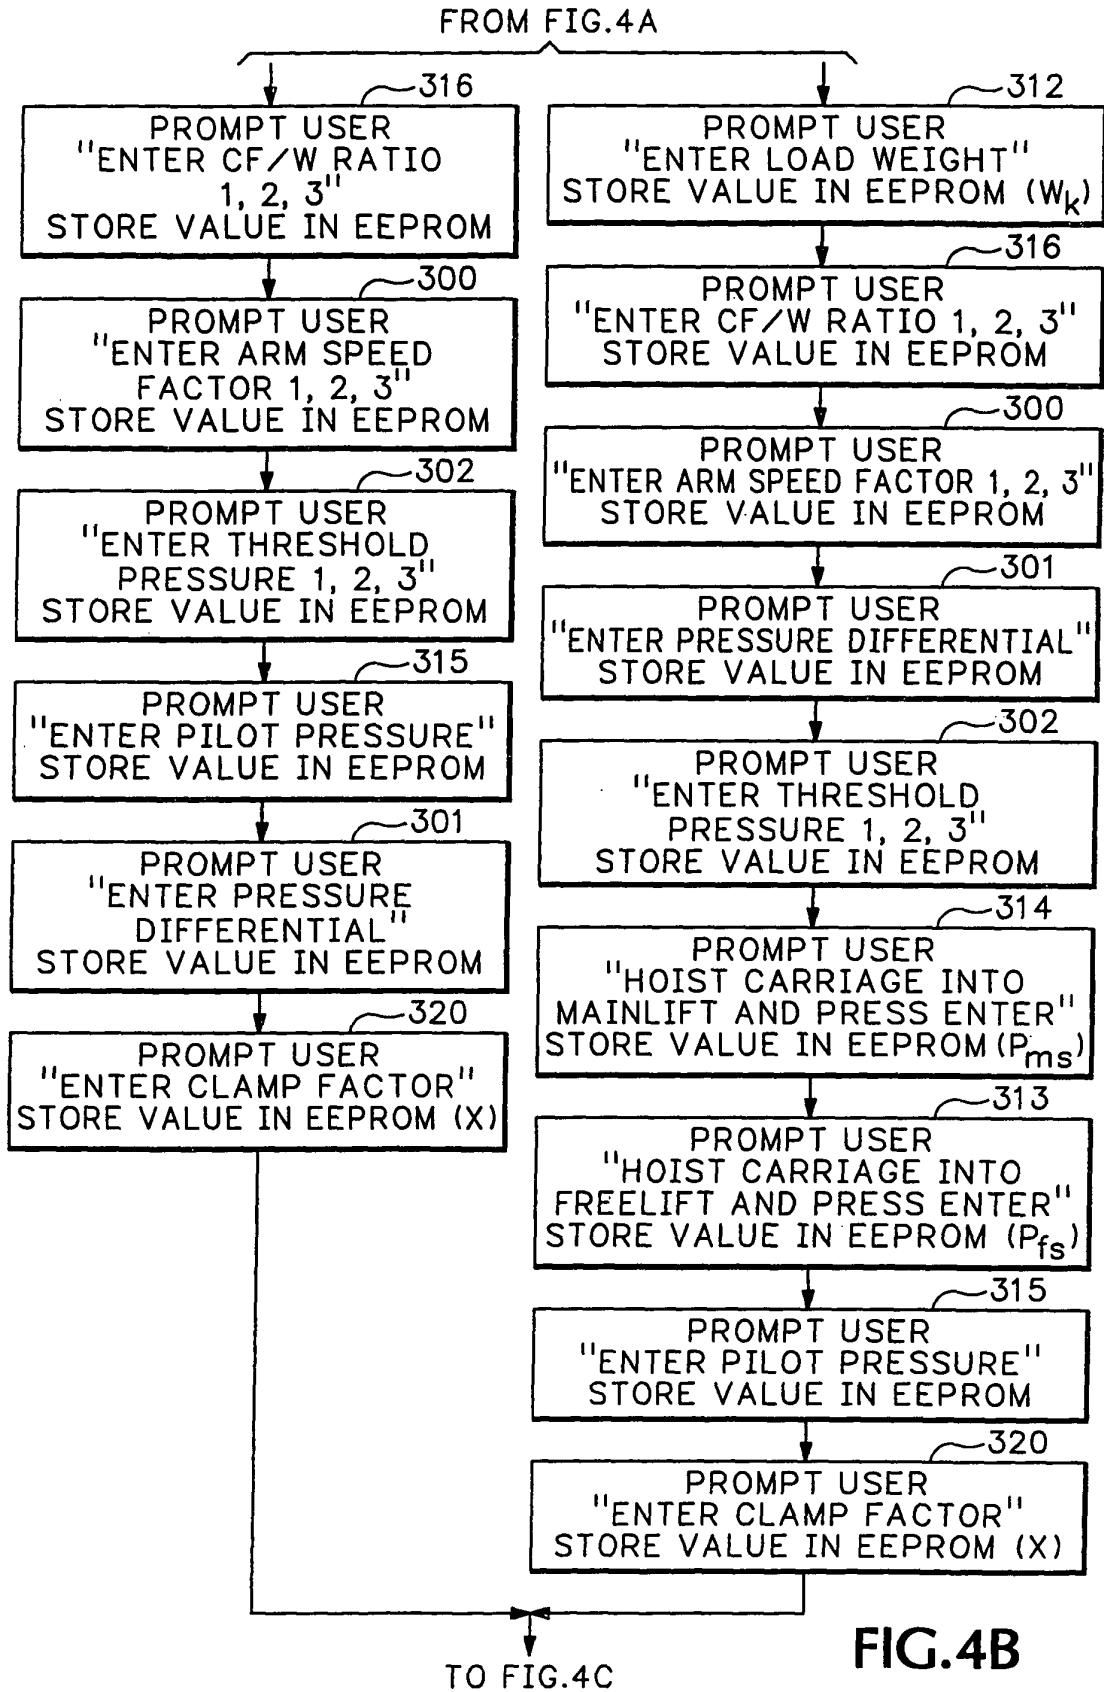 FROM FIG.4A
316
PROMPT USER
"ENTER CF/W RATIO
1, 2, 3"
STORE VALUE IN EEPROM
300
PROMPT USER
"ENTER ARM SPEED
FACTOR 1, 2, 3"
STORE VALUE IN EEPROM
302
PROMPT USER
"ENTER THRESHOLD
PRESSURE 1, 2, 3"
STORE VALUE IN EEPROM
315
PROMPT USER
"ENTER PILOT PRESSURE"
STORE VALUE IN EEPROM
301
PROMPT USER
"ENTER PRESSURE
DIFFERENTIAL"
STORE VALUE IN EEPROM
320
PROMPT USER
"ENTER CLAMP FACTOR"
STORE VALUE IN EEPROM (X)
312
PROMPT USER
"ENTER LOAD WEIGHT"
STORE VALUE IN EEPROM (Wk)
316
PROMPT USER
"ENTER CF/W RATIO 1, 2, 3"
STORE VALUE IN EEPROM
300
PROMPT USER
"ENTER ARM SPEED FACTOR 1, 2, 3"
STORE VALUE IN EEPROM
301
PROMPT USER
"ENTER PRESSURE DIFFERENTIAL"
STORE VALUE IN EEPROM
302
PROMPT USER
"ENTER THRESHOLD
PRESSURE 1, 2, 3"
STORE VALUE IN EEPROM
314
PROMPT USER
"HOIST CARRIAGE INTO
MAINLIFT AND PRESS ENTER"
STORE VALUE IN EEPROM (Pms)
313
PROMPT USER
"HOIST CARRIAGE INTO
FREELIFT AND PRESS ENTER"
STORE VALUE IN EEPROM (Pfs)
315
PROMPT USER
"ENTER PILOT PRESSURE"
STORE VALUE IN EEPROM
320
PROMPT USER
"ENTER CLAMP FACTOR"
STORE VALUE IN EEPROM (X)
TO FIG.4C
FIG.4B